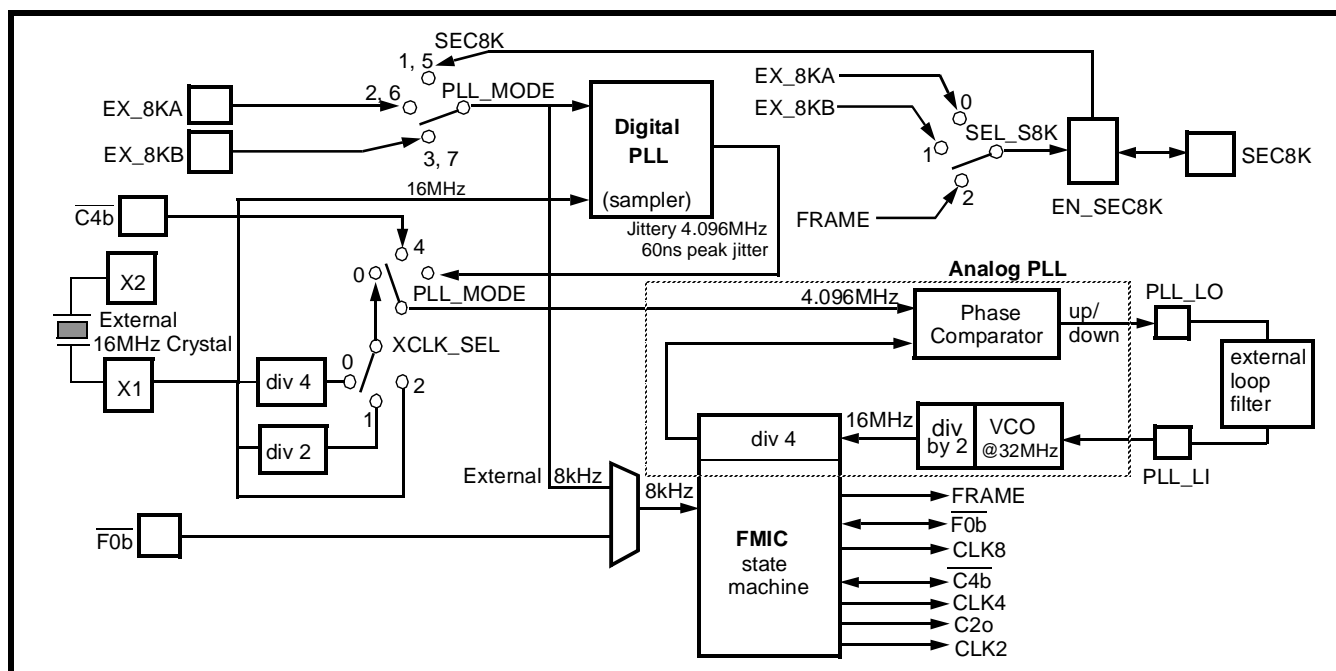 SEC8K
1, 5
EX_8KA
2, 6
PLL_MODE
EX_8KB
3, 7
Digital
PLL
(sampler)
EX_8KA
EX_8KB
0
SEL_S8K
1
2
FRAME
EN_SEC8K
SEC8K
16MHz
C4b
Jittery 4.096MHz
60ns peak jitter
4
0
PLL_MODE
X2
External
16MHz Crystal
X1
XCLK_SEL
0
2
1
div 4
div 2
Analog PLL
4.096MHz
Phase
Comparator
up/
down
PLL_LO
external
loop
filter
PLL_LI
16MHz
div
by 2
VCO
@32MHz
div 4
External 8kHz
8kHz
F0b
FMIC
state
machine
FRAME
F0b
CLK8
C4b
CLK4
C2o
CLK2